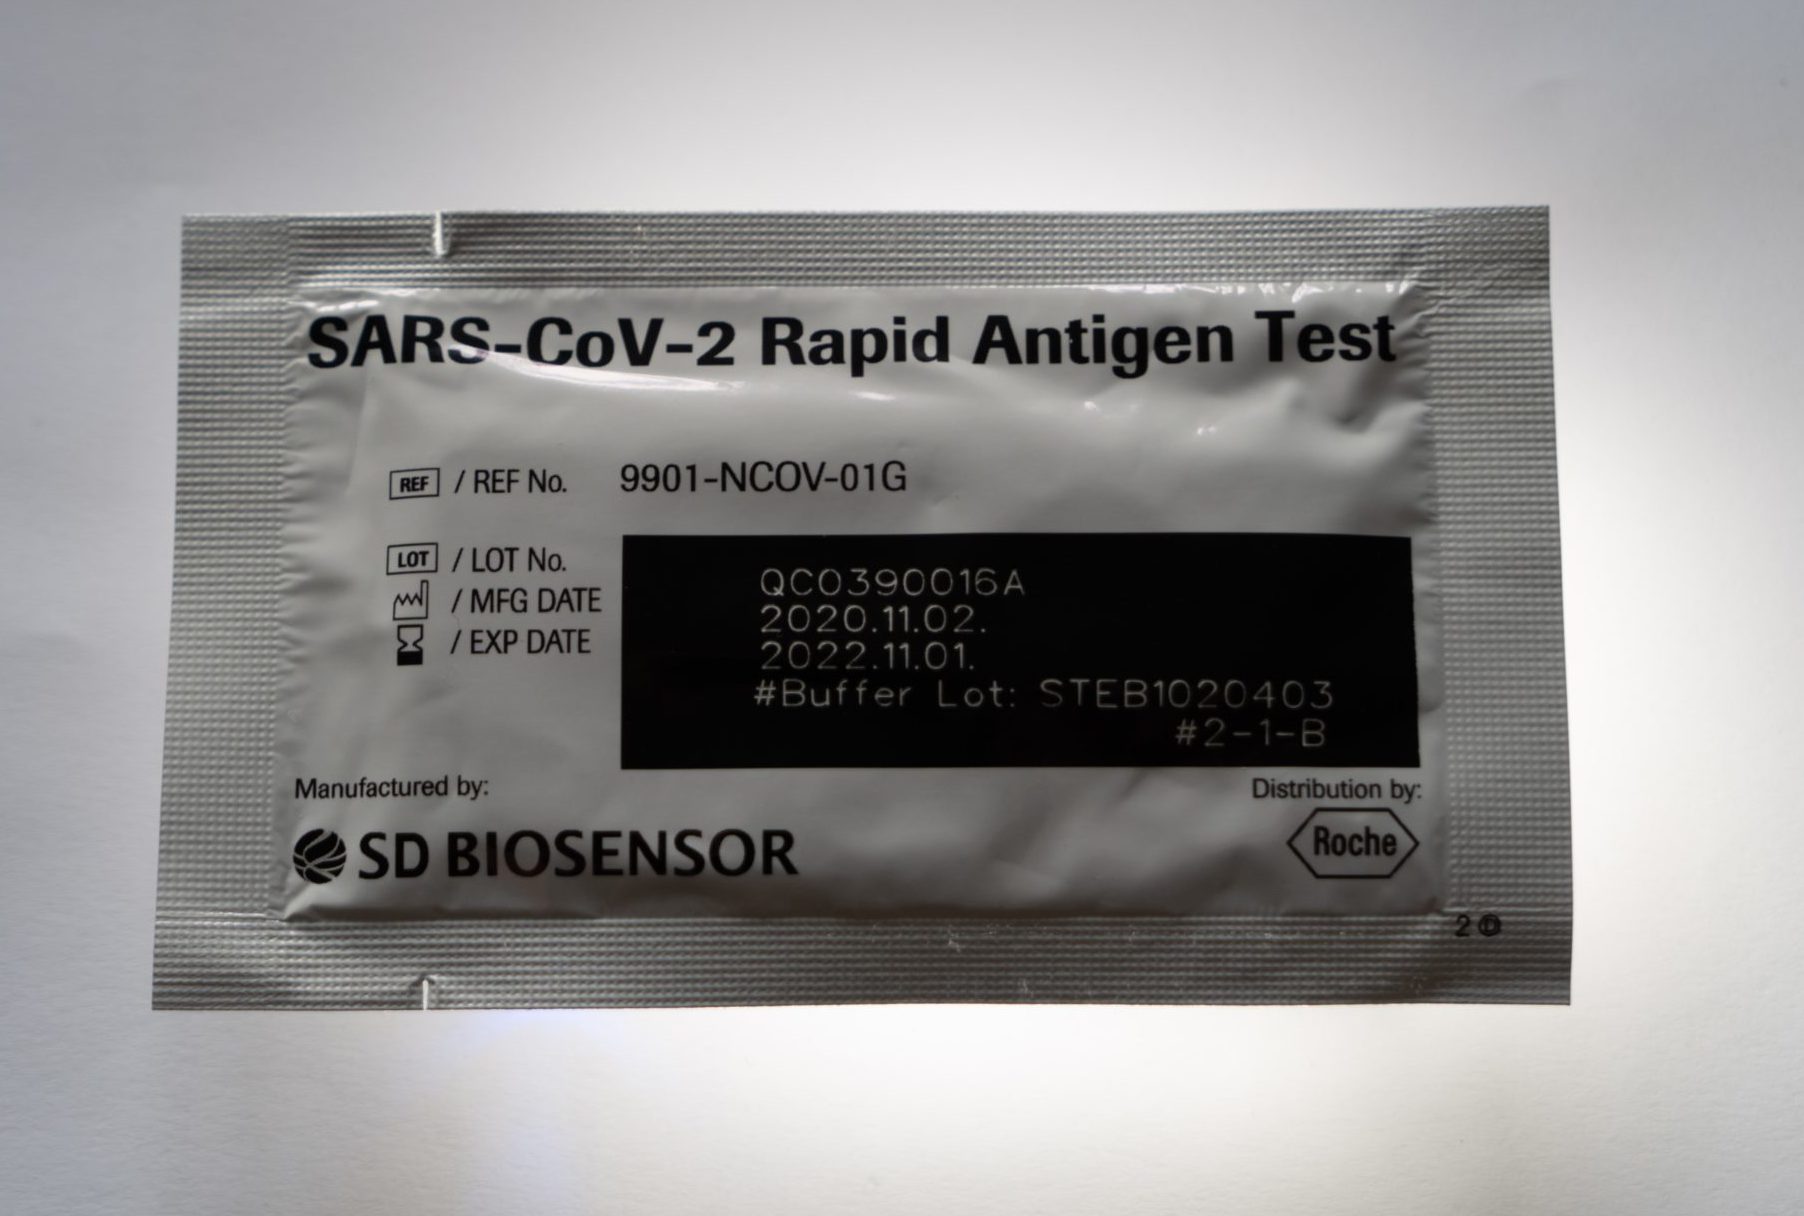 SARS-CoV-2 Rapid Antigen Test
REF / REF No. 9901-NCOV-01G
LOT / LOT No. QC0390016A
/ MFG DATE 2020.11.02.
/ EXP DATE 2022.11.01.
#Buffer Lot: STEB1020403
#2-1-B
Manufactured by:
SD BIOSENSOR
Distribution by:
Roche
2 D